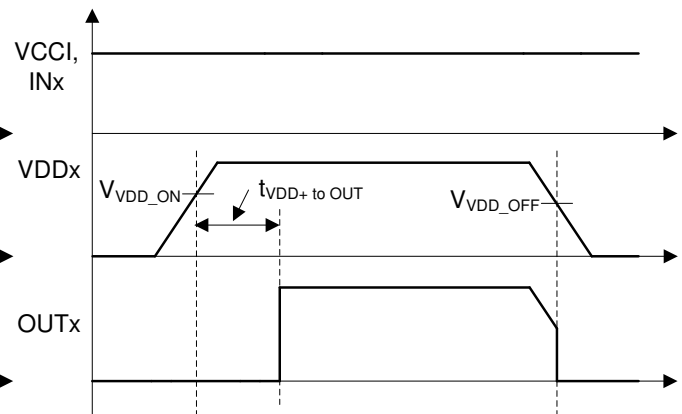 VCCI,
INx
VDDx
VVDD_ON
tVDD+ to OUT
VVDD_OFF
OUTx